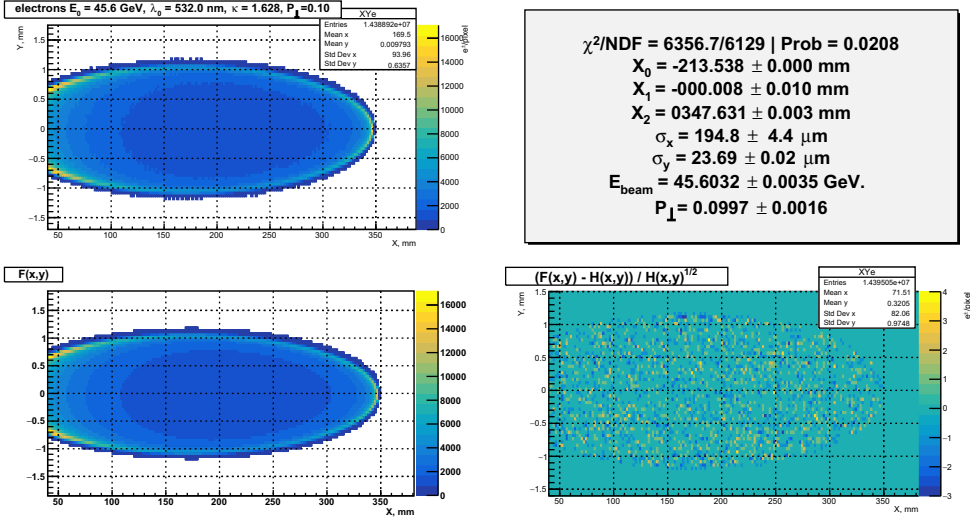 electrons E0 = 45.6 GeV, λ0 = 532.0 nm, κ = 1.628, P⊥=0.10
XYe
Entries 1.438892e+07
Mean x 169.5
Mean y 0.009793
Std Dev x 93.96
Std Dev y 0.6357
Y, mm
1.5
1
0.5
0
−0.5
−1
−1.5
50 100 150 200 250 300 350
X, mm
16000
14000
12000
10000
8000
6000
4000
2000
0
e±/pixel
χ²/NDF = 6356.7/6129 | Prob = 0.0208
X0 = -213.538 ± 0.000 mm
X1 = -000.008 ± 0.010 mm
X2 = 0347.631 ± 0.003 mm
σx = 194.8 ± 4.4 μm
σy = 23.69 ± 0.02 μm
Ebeam = 45.6032 ± 0.0035 GeV.
P⊥ = 0.0997 ± 0.0016
F(x,y)
1.5
1
0.5
0
−0.5
−1
−1.5
50 100 150 200 250 300 350
X, mm
16000
14000
12000
10000
8000
6000
4000
2000
0
(F(x,y) - H(x,y)) / H(x,y)^1/2
XYe
Entries 1.439505e+07
Mean x 71.51
Mean y 0.3205
Std Dev x 82.06
Std Dev y 0.9748
Y, mm
1.5
1
0.5
0
−0.5
−1
−1.5
50 100 150 200 250 300 350
X, mm
4
3
2
1
0
−1
−2
−3
e±/pixel